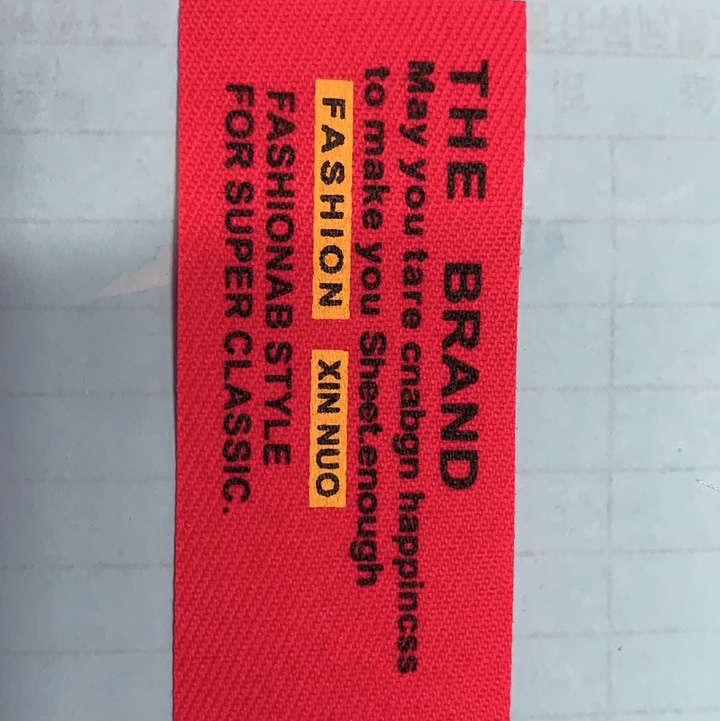 THE BRAND
May you tare cnabgn happincss
to make you Sheet.enough
FASHION XIN NUO
FASHIONAB STYLE
FOR SUPER CLASSIC.